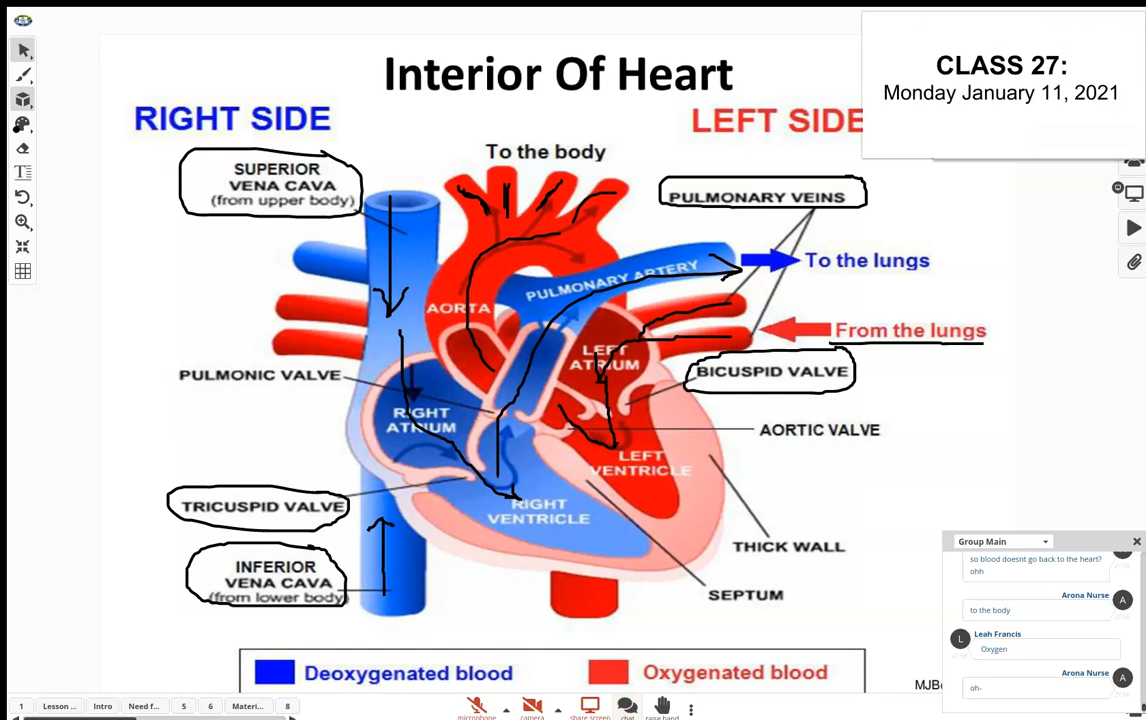 Interior Of Heart
CLASS 27:
Monday January 11, 2021
RIGHT SIDE
LEFT SIDE
To the body
SUPERIOR
VENA CAVA
(from upper body)
PULMONARY VEINS
To the lungs
PULMONARY ARTERY
AORTA
From the lungs
LEFT
ATRIUM
PULMONIC VALVE
BICUSPID VALVE
RIGHT
ATRIUM
AORTIC VALVE
LEFT
VENTRICLE
TRICUSPID VALVE
RIGHT
VENTRICLE
THICK WALL
INFERIOR
VENA CAVA
(from lower body)
SEPTUM
Deoxygenated blood
Oxygenated blood
Group Main
so blood doesnt go back to the heart?
ohh
Arona Nurse
A
to the body
L
Leah Francis
Oxygen
Arona Nurse
A
oh-
1
Lesson ...
Intro
Need f...
5
6
Materi...
8
microphone
camera
share screen
chat
raise hand